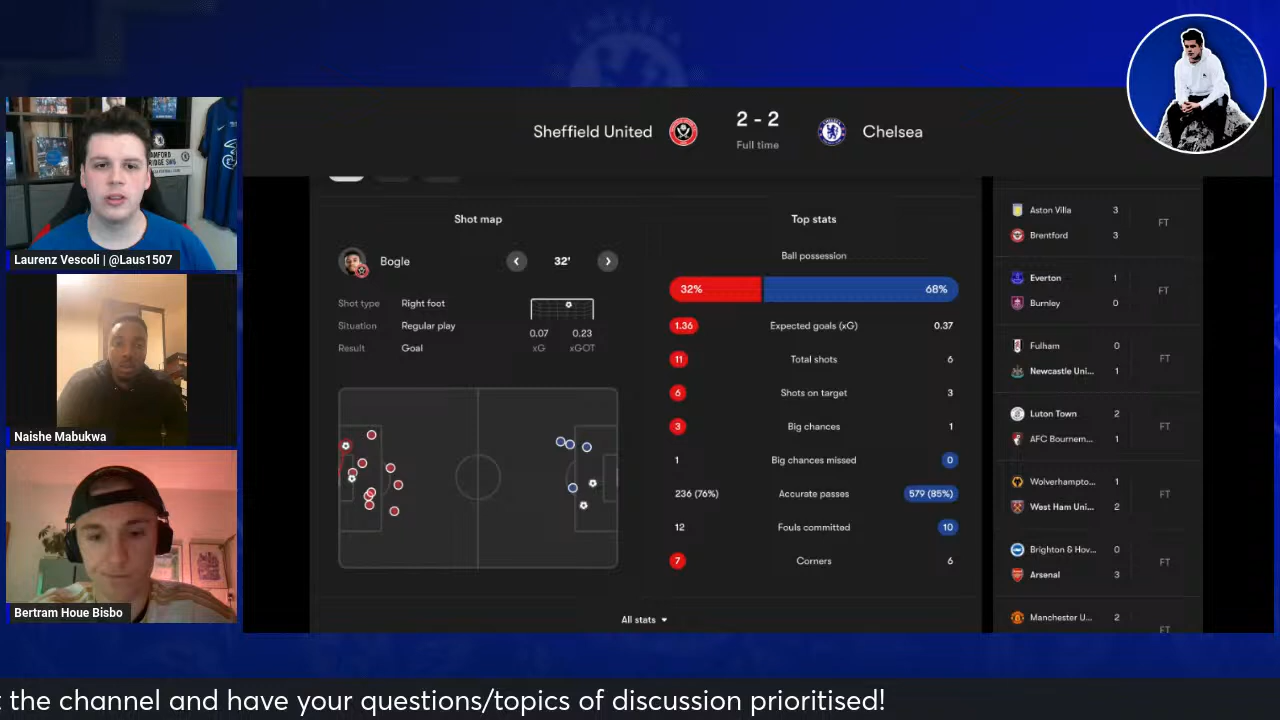 Laurenz Vescoli | @Laus1507
Naishe Mabukwa
Bertram Houe Bisbo
Sheffield United
2 - 2
Full time
Chelsea
Shot map
Bogle
32'
Shot type Right foot
Situation Regular play
Result Goal
0.07 0.23
xG xGOT
Top stats
Ball possession
32% 68%
1.36 Expected goals (xG) 0.37
11 Total shots 6
6 Shots on target 3
3 Big chances 1
1 Big chances missed 0
236 (76%) Accurate passes 579 (85%)
12 Fouls committed 10
7 Corners 6
All stats
Aston Villa 3
FT
Brentford 3
Everton 1
FT
Burnley 0
Fulham 0
FT
Newcastle Uni... 1
Luton Town 2
FT
AFC Bournem... 1
Wolverhampto... 1
FT
West Ham Uni... 2
Brighton & Hov... 0
FT
Arsenal 3
Manchester U... 2
FT
the channel and have your questions/topics of discussion prioritised!